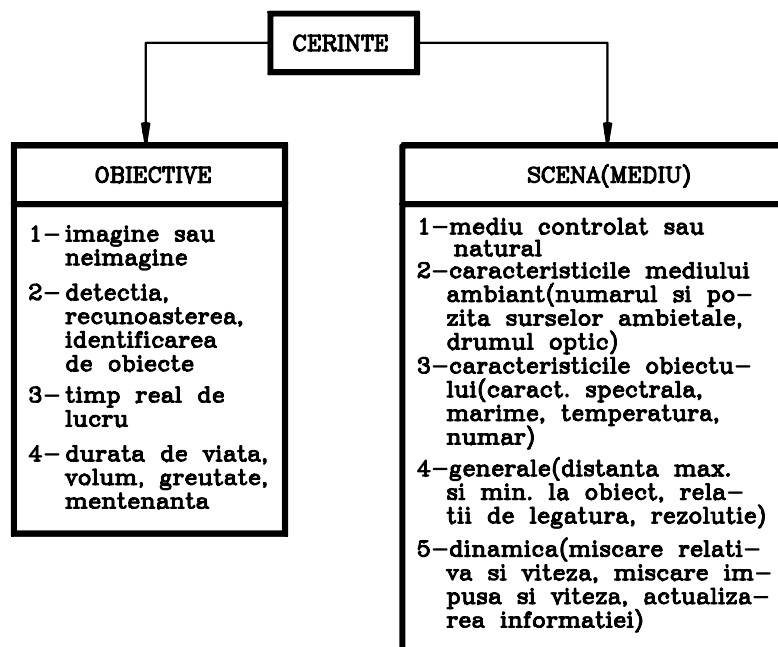 CERINTE
OBIECTIVE
1-imagine sau
neimagine
2-detectia,
recunoasterea,
identificarea
de obiecte
3-timp real de
lucru
4-durata de viata,
volum, greutate,
mentenanta
SCENA(MEDIU)
1-mediu controlat sau
natural
2-caracteristicile mediului
ambiant(numarul si po-
zita surselor ambietale,
drumul optic)
3-caracteristicile obiectu-
lui(caract. spectrala,
marime, temperatura,
numar)
4-generale(distanta max.
si min. la obiect, rela-
tii de legatura, rezolutie)
5-dinamica(miscare relati-
va si viteza, miscare im-
pusa si viteza, actualiza-
rea informatiei)